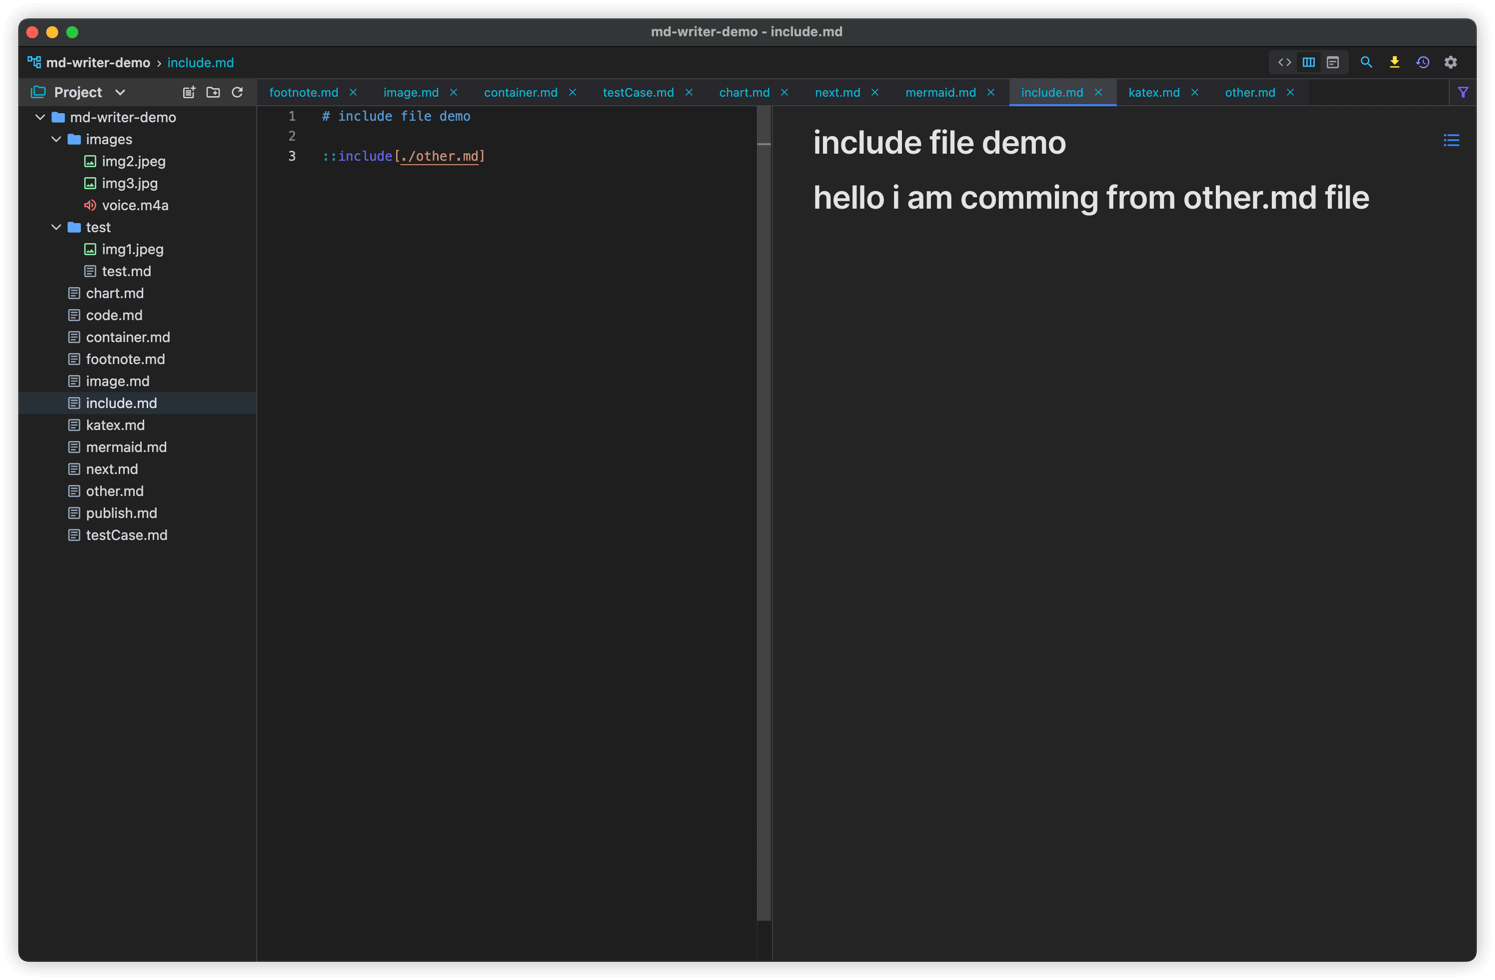 md-writer-demo - include.md
md-writer-demo › include.md
Project
footnote.md × image.md × container.md × testCase.md × chart.md × next.md × mermaid.md × include.md × katex.md × other.md ×
md-writer-demo
images
img2.jpeg
img3.jpg
voice.m4a
test
img1.jpeg
test.md
chart.md
code.md
container.md
footnote.md
image.md
include.md
katex.md
mermaid.md
next.md
other.md
publish.md
testCase.md
1 # include file demo
2
3 ::include[./other.md]
include file demo
hello i am comming from other.md file